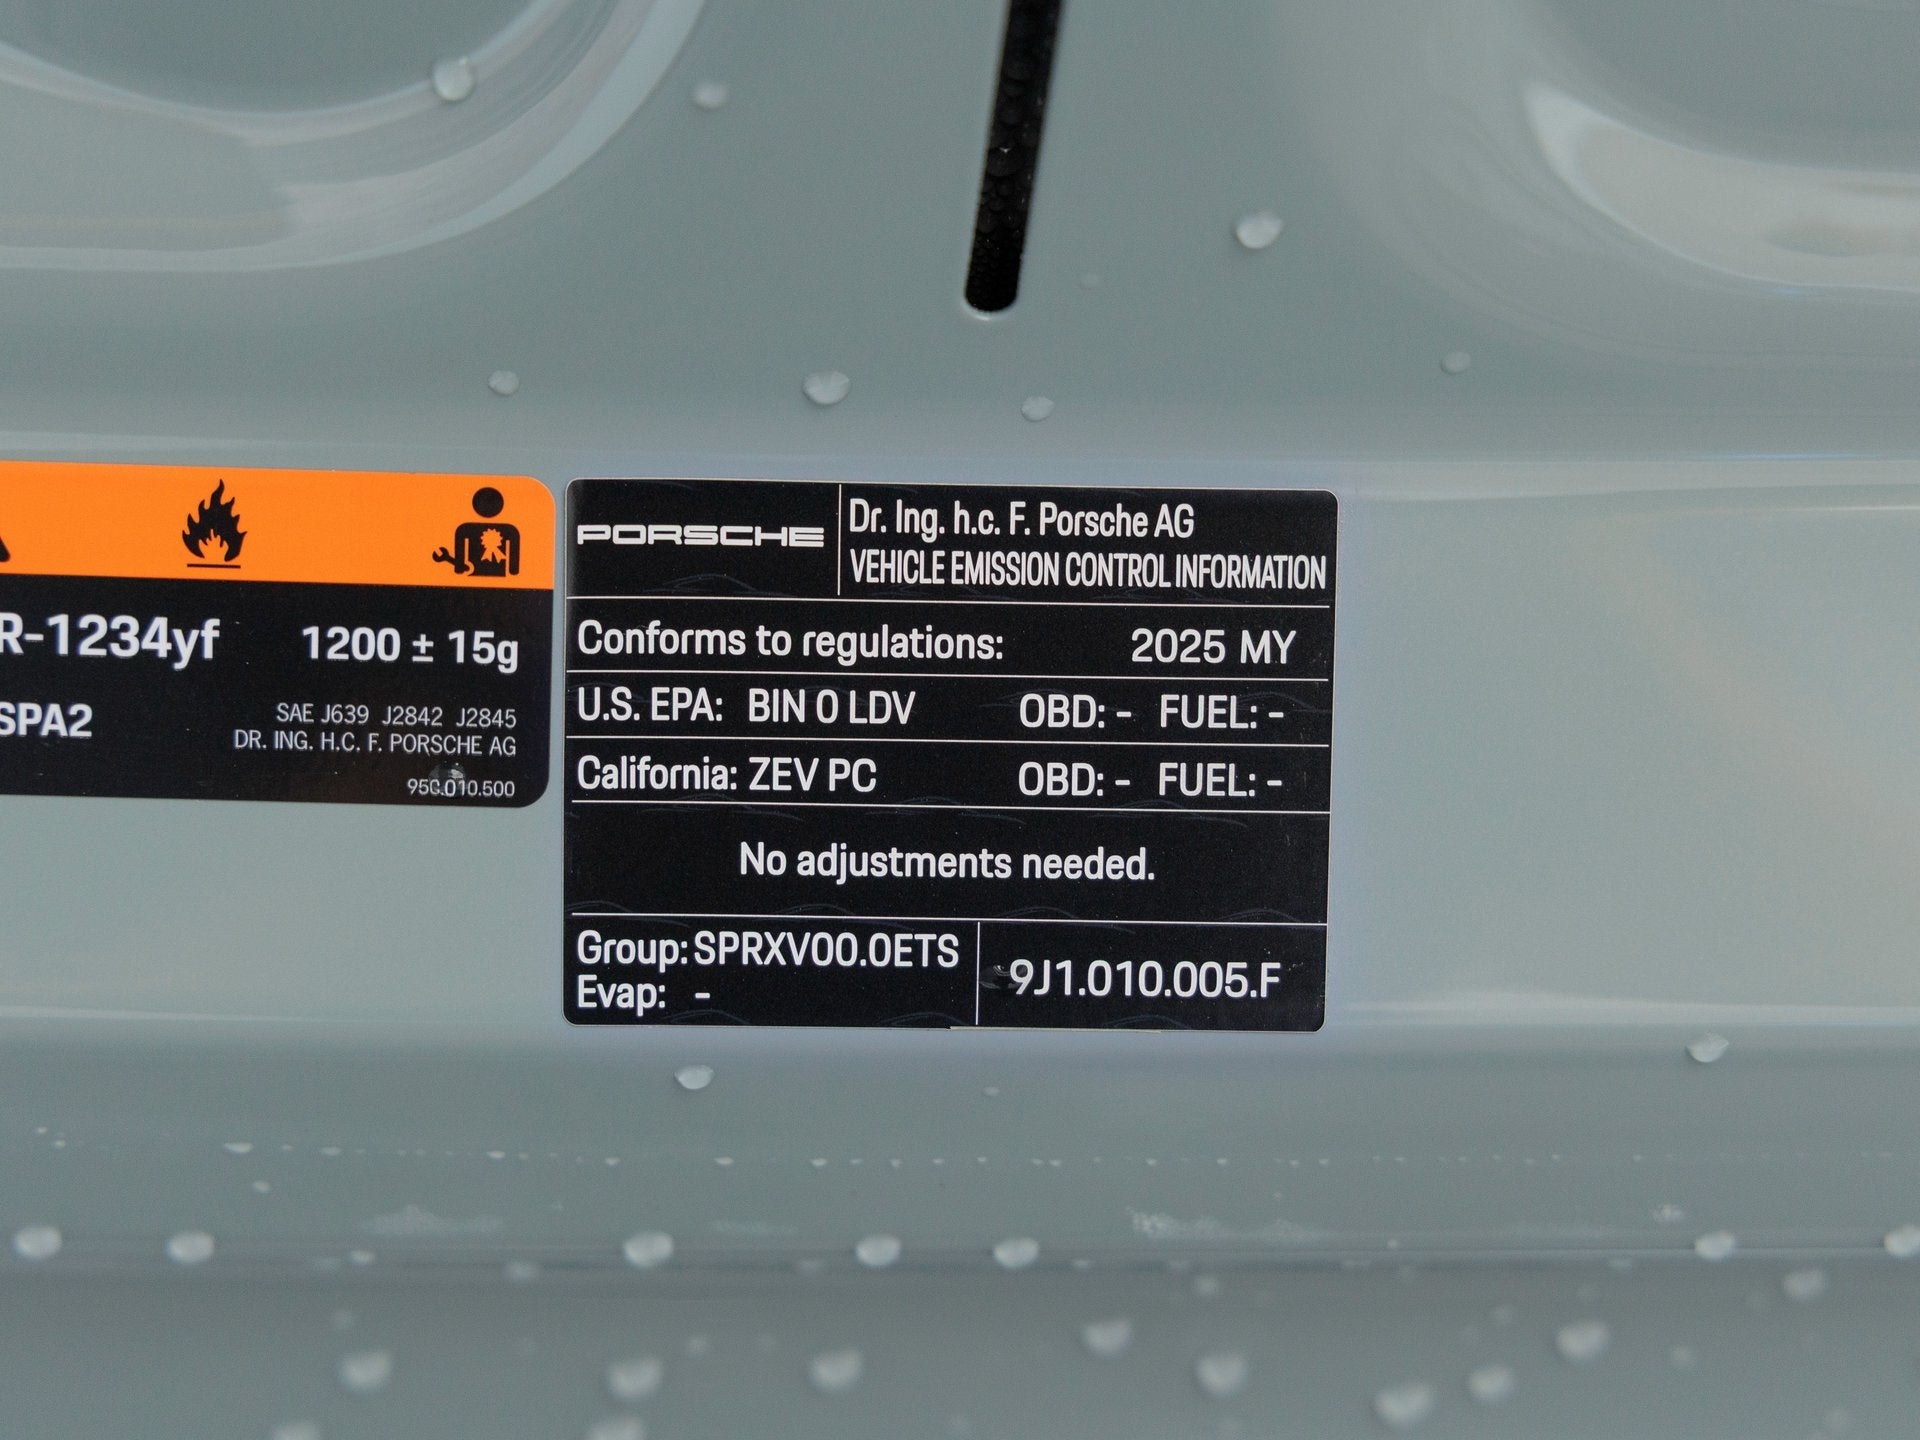 R-1234yf 1200 ± 15g
SPA2
SAE J639 J2842 J2845
DR. ING. H.C. F. PORSCHE AG
95G.010.500
PORSCHE
Dr. Ing. h.c. F. Porsche AG
VEHICLE EMISSION CONTROL INFORMATION
Conforms to regulations: 2025 MY
U.S. EPA: BIN 0 LDV OBD: - FUEL: -
California: ZEV PC OBD: - FUEL: -
No adjustments needed.
Group: SPRXV00.0ETS
Evap: -
9J1.010.005.F